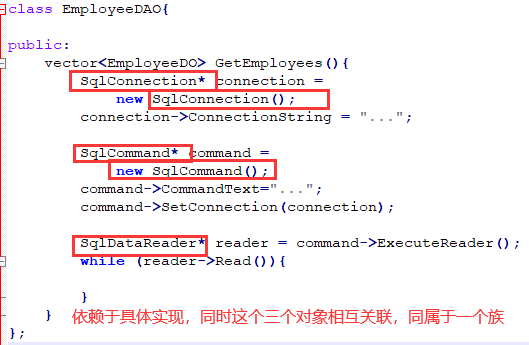 class EmployeeDAO{
public:
vector<EmployeeDO> GetEmployees(){
SqlConnection* connection =
new SqlConnection();
connection->ConnectionString = "...";
SqlCommand* command =
new SqlCommand();
command->CommandText="...";
command->SetConnection(connection);
SqlDataReader* reader = command->ExecuteReader();
while (reader->Read()){
}
} 依赖于具体实现，同时这个三个对象相互关联，同属于一个族
};